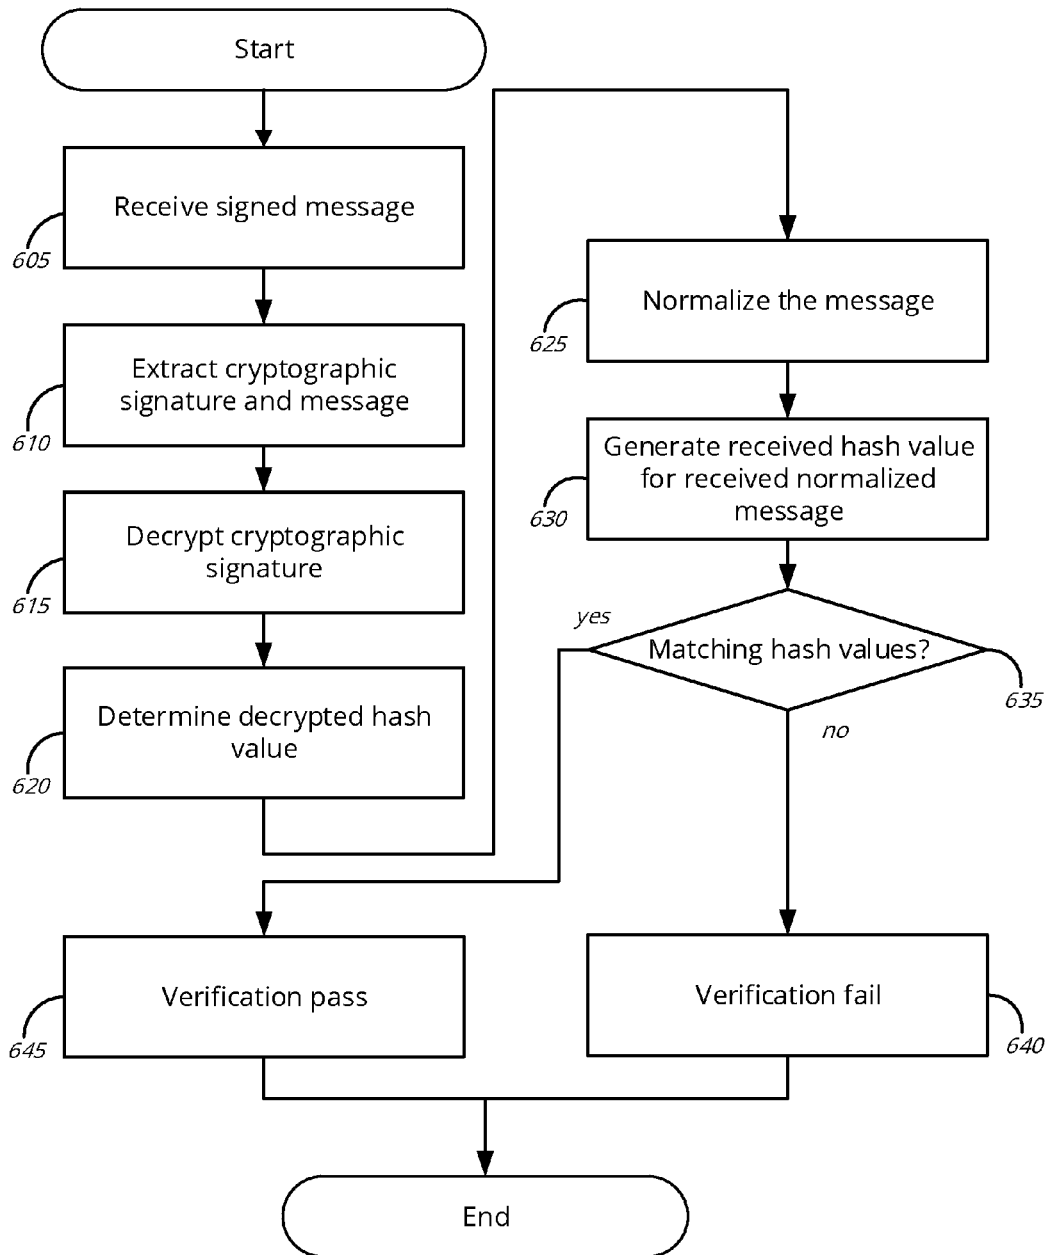 Start
Receive signed message
605
Extract cryptographic
signature and message
610
Decrypt cryptographic
signature
615
Determine decrypted hash
value
620
Normalize the message
625
Generate received hash value
for received normalized
message
630
yes
Matching hash values?
635
no
Verification pass
645
Verification fail
640
End